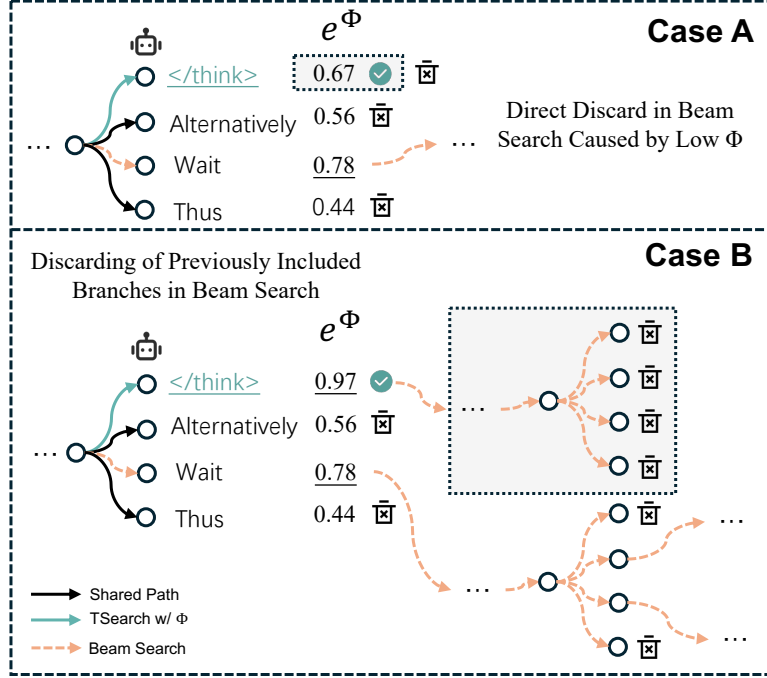 e^Φ
Case A
</think> 0.67
Alternatively 0.56
Direct Discard in Beam
Search Caused by Low Φ
... Wait 0.78 ...
Thus 0.44
Case B
Discarding of Previously Included
Branches in Beam Search
e^Φ
</think> 0.97 ...
Alternatively 0.56
... Wait 0.78
Thus 0.44
...
...
...
Shared Path
TSearch w/ Φ
Beam Search